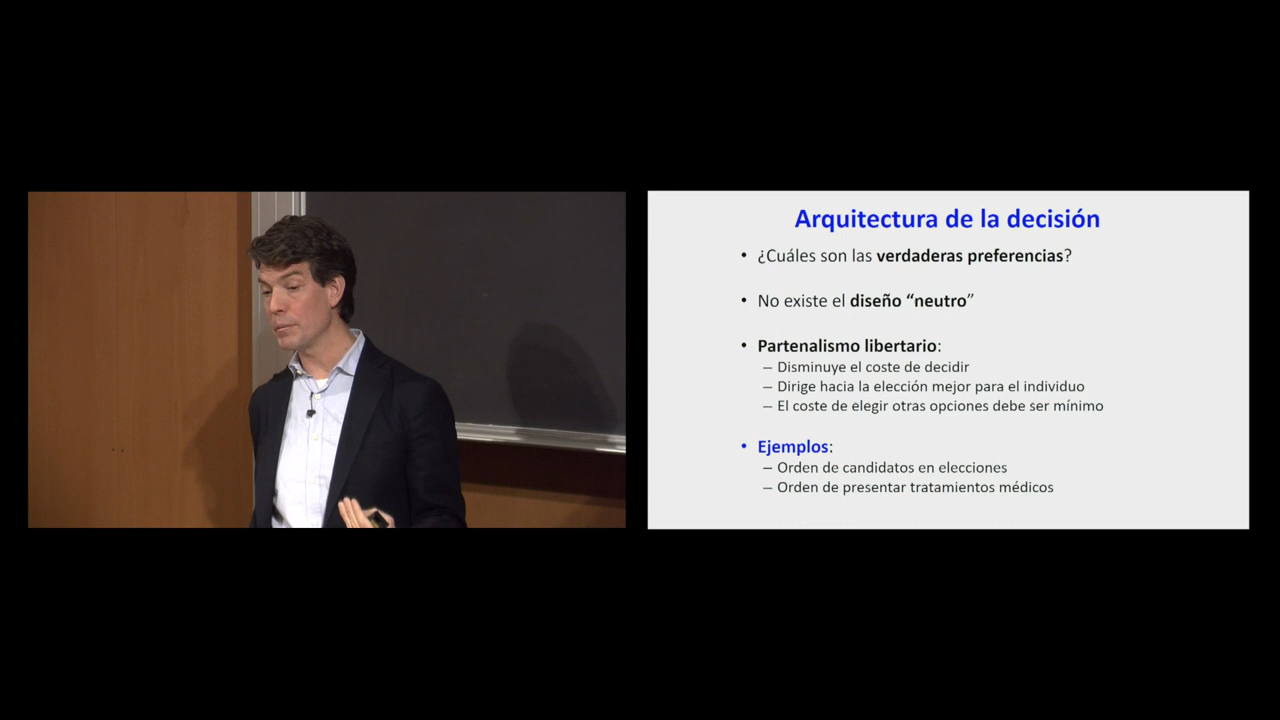 Arquitectura de la decisión
• ¿Cuáles son las verdaderas preferencias?
• No existe el diseño “neutro”
• Partenalismo libertario:
– Disminuye el coste de decidir
– Dirige hacia la elección mejor para el individuo
– El coste de elegir otras opciones debe ser mínimo
• Ejemplos:
– Orden de candidatos en elecciones
– Orden de presentar tratamientos médicos